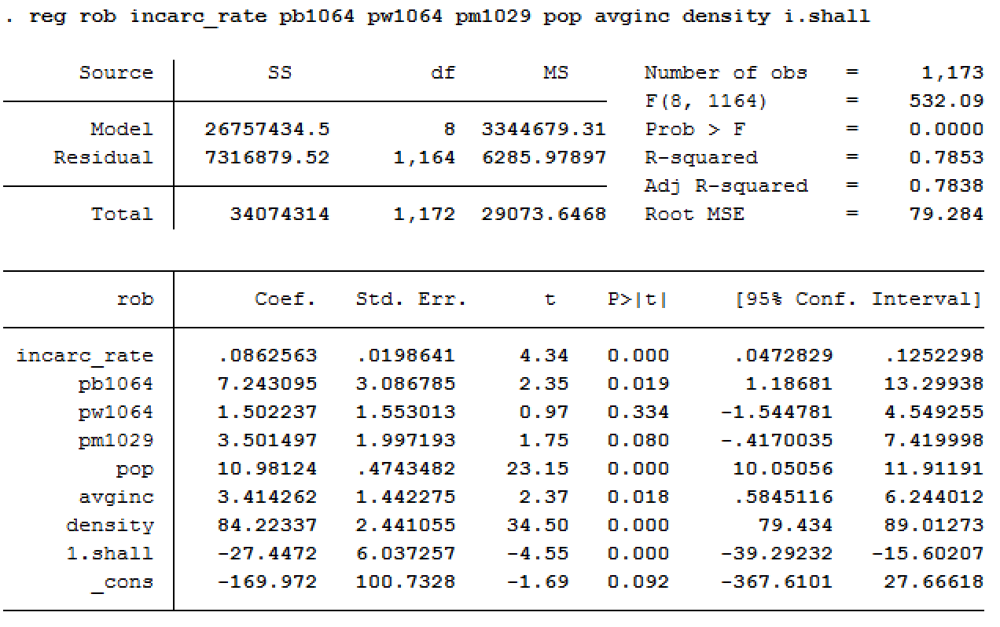 . reg rob incarc_rate pb1064 pw1064 pm1029 pop avginc density i.shall
Source SS df MS Number of obs = 1,173
F(8, 1164) = 532.09
Model 26757434.5 8 3344679.31 Prob > F = 0.0000
Residual 7316879.52 1,164 6285.97897 R-squared = 0.7853
Adj R-squared = 0.7838
Total 34074314 1,172 29073.6468 Root MSE = 79.284
rob Coef. Std. Err. t P>|t| [95% Conf. Interval]
incarc_rate .0862563 .0198641 4.34 0.000 .0472829 .1252298
pb1064 7.243095 3.086785 2.35 0.019 1.18681 13.29938
pw1064 1.502237 1.553013 0.97 0.334 -1.544781 4.549255
pm1029 3.501497 1.997193 1.75 0.080 -.4170035 7.419998
pop 10.98124 .4743482 23.15 0.000 10.05056 11.91191
avginc 3.414262 1.442275 2.37 0.018 .5845116 6.244012
density 84.22337 2.441055 34.50 0.000 79.434 89.01273
1.shall -27.4472 6.037257 -4.55 0.000 -39.29232 -15.60207
_cons -169.972 100.7328 -1.69 0.092 -367.6101 27.66618